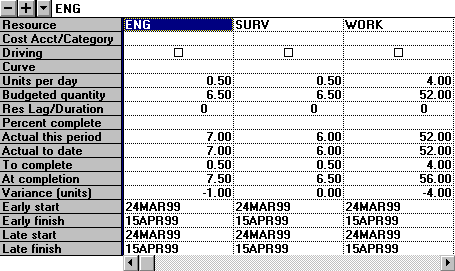 ENG
Resource ENG SURV WORK
Cost Acct/Category
Driving
Curve
Units per day 0.50 0.50 4.00
Budgeted quantity 6.50 6.50 52.00
Res Lag/Duration 0 0 0
Percent complete
Actual this period 7.00 6.00 52.00
Actual to date 7.00 6.00 52.00
To complete 0.50 0.50 4.00
At completion 7.50 6.50 56.00
Variance (units) -1.00 0.00 -4.00
Early start 24MAR99 24MAR99 24MAR99
Early finish 15APR99 15APR99 15APR99
Late start 24MAR99 24MAR99 24MAR99
Late finish 15APR99 15APR99 15APR99